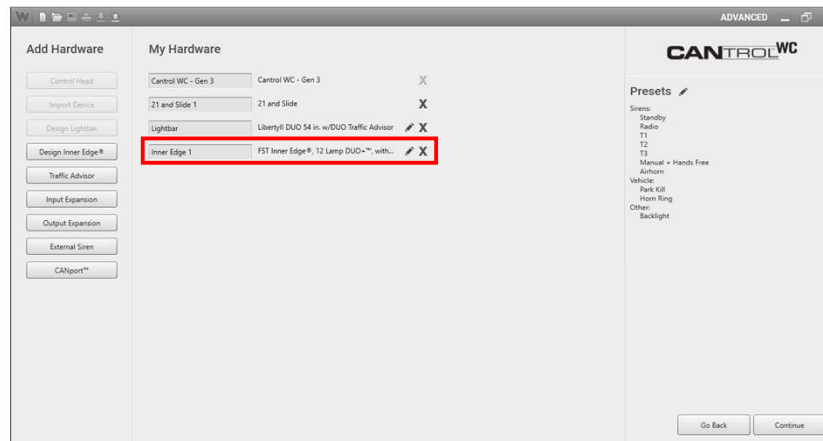 ADVANCED
Add Hardware
Control Head
Import Device
Design Lightbar
Design Inner Edge®
Traffic Advisor
Input Expansion
Output Expansion
External Siren
CANport™
My Hardware
Cantrol WC - Gen 3 Cantrol WC - Gen 3 X
21 and Slide 1 21 and Slide X
Lightbar LibertyII DUO 54 in. w/DUO Traffic Advisor X
Inner Edge 1 FST Inner Edge®, 12 Lamp DUO+™, with... X
CANTROL WC
Presets
Sirens:
Standby
Radio
T1
T2
T3
Manual + Hands Free
Airhorn
Vehicle:
Park Kill
Horn Ring
Other:
Backlight
Go Back Continue